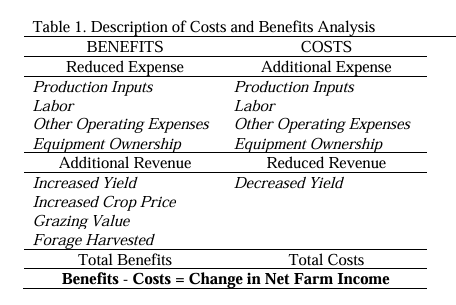 Table 1. Description of Costs and Benefits Analysis
BENEFITS COSTS
Reduced Expense Additional Expense
Production Inputs Production Inputs
Labor Labor
Other Operating Expenses Other Operating Expenses
Equipment Ownership Equipment Ownership
Additional Revenue Reduced Revenue
Increased Yield Decreased Yield
Increased Crop Price
Grazing Value
Forage Harvested
Total Benefits Total Costs
Benefits - Costs = Change in Net Farm Income